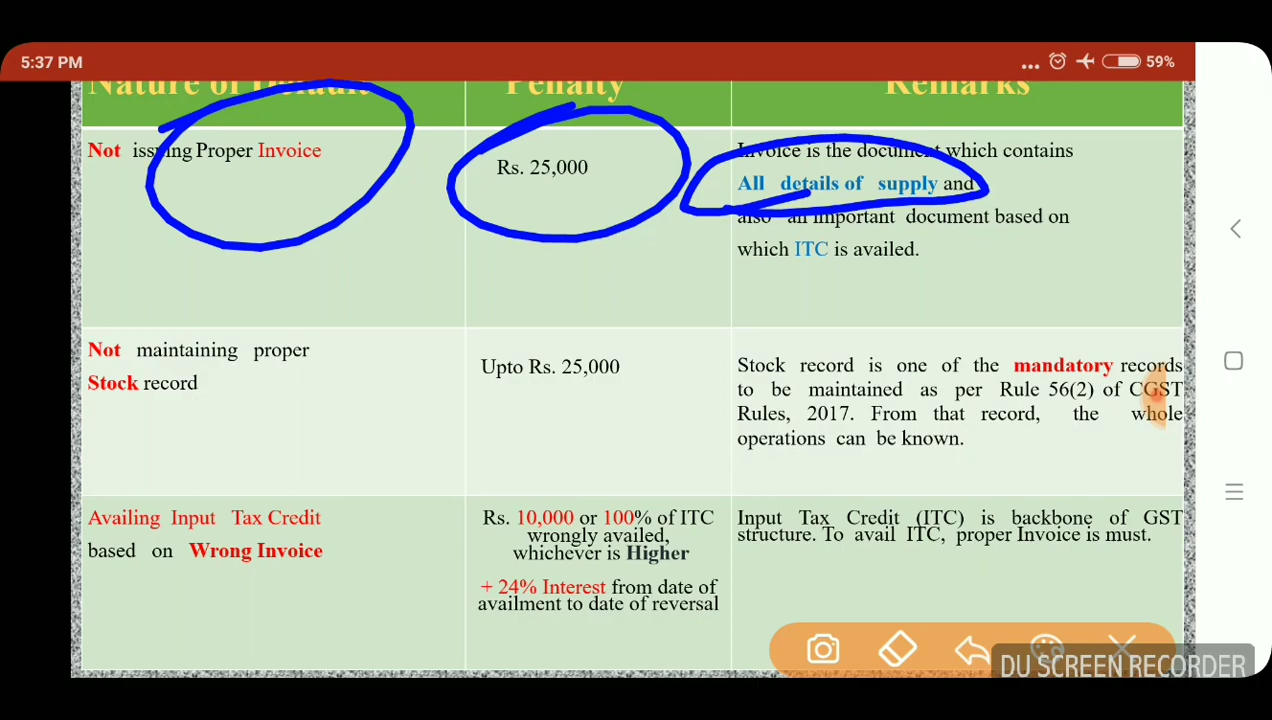 5:37 PM
59%
Nature of Default
Penalty
Remarks
Not issuing Proper Invoice
Rs. 25,000
Invoice is the document which contains
All details of supply and
also an important document based on
which ITC is availed.
Not maintaining proper
Stock record
Upto Rs. 25,000
Stock record is one of the mandatory records
to be maintained as per Rule 56(2) of CGST
Rules, 2017. From that record, the whole
operations can be known.
Availing Input Tax Credit
based on Wrong Invoice
Rs. 10,000 or 100% of ITC
wrongly availed,
whichever is Higher
+ 24% Interest from date of
availment to date of reversal
Input Tax Credit (ITC) is backbone of GST
structure. To avail ITC, proper Invoice is must.
DU SCREEN RECORDER